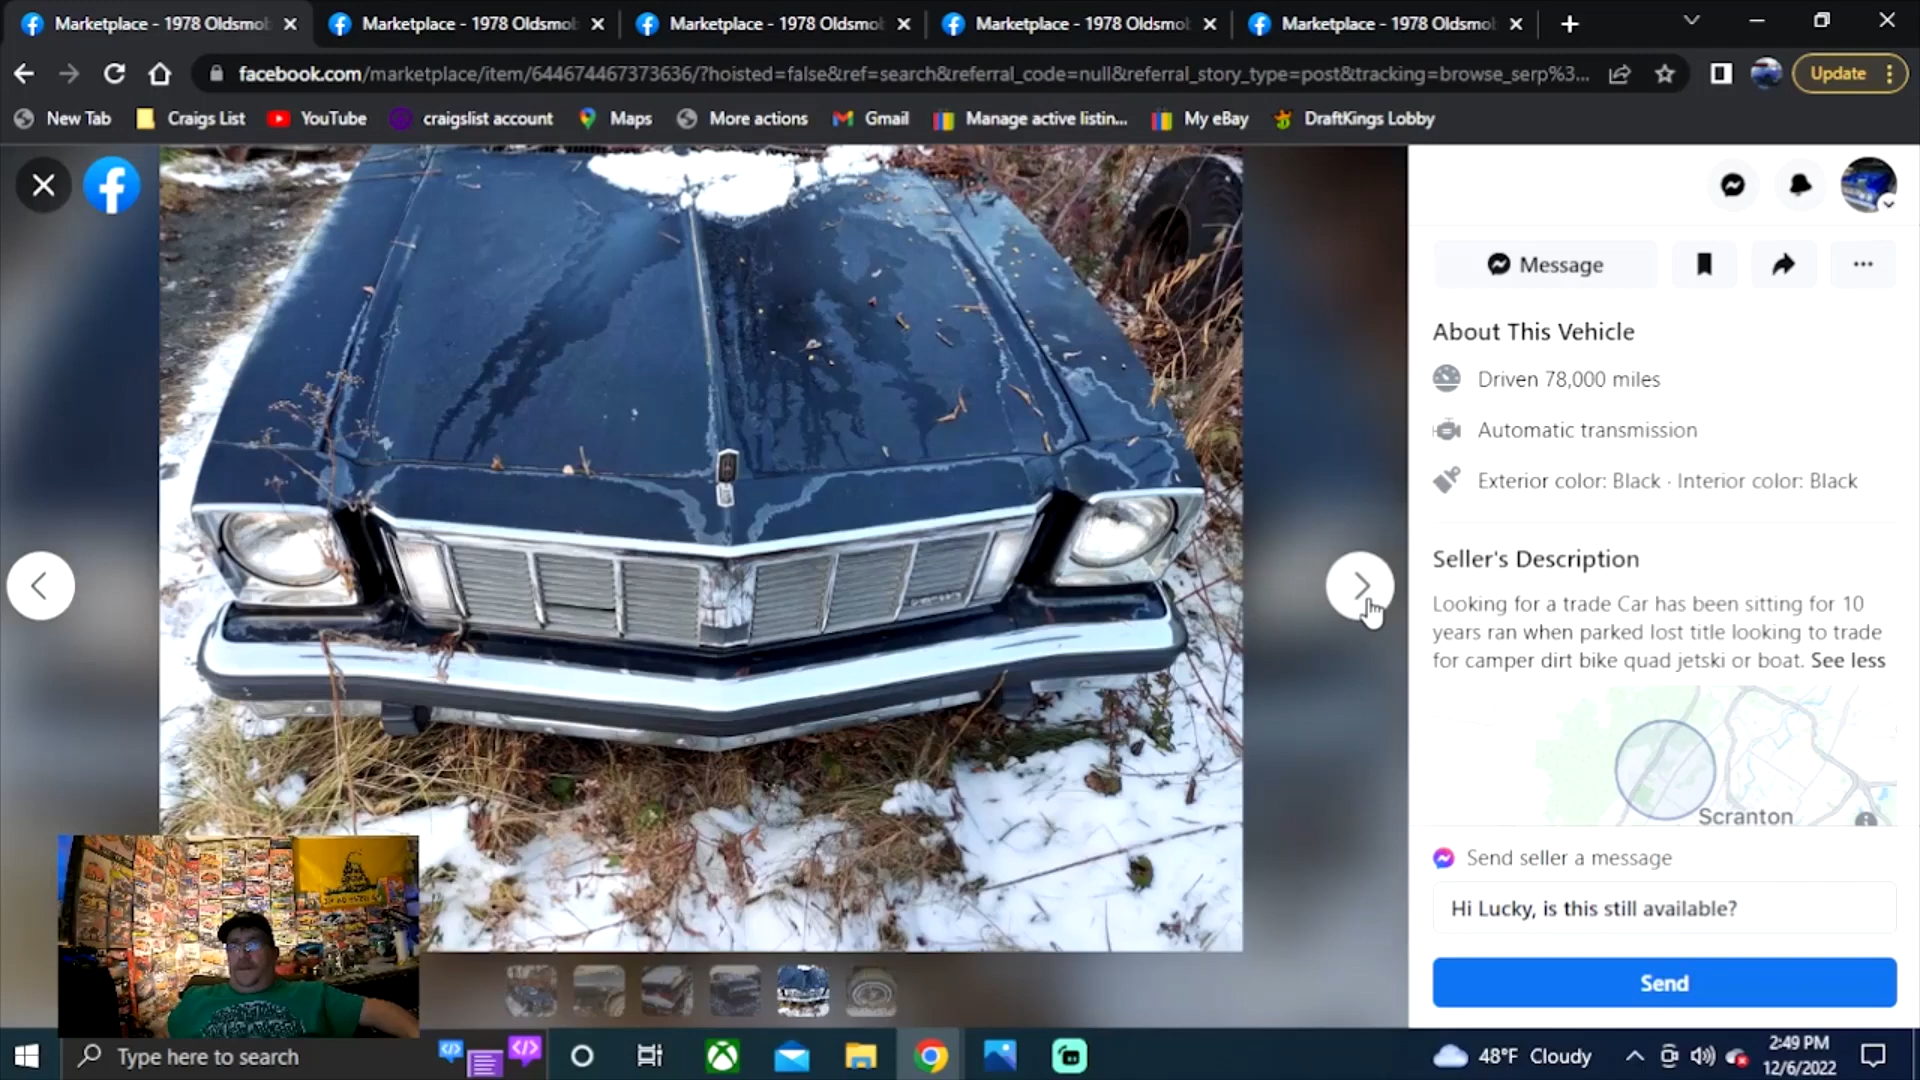 Marketplace - 1978 Oldsmob
Marketplace - 1978 Oldsmob
Marketplace - 1978 Oldsmob
Marketplace - 1978 Oldsmob
Marketplace - 1978 Oldsmob
facebook.com/marketplace/item/644674467373636/?hoisted=false&ref=search&referral_code=null&referral_story_type=post&tracking=browse_serp%3...
Update
New Tab
Craigs List
YouTube
craigslist account
Maps
More actions
Gmail
Manage active listin...
My eBay
DraftKings Lobby
Message
About This Vehicle
Driven 78,000 miles
Automatic transmission
Exterior color: Black · Interior color: Black
Seller's Description
Looking for a trade Car has been sitting for 10
years ran when parked lost title looking to trade
for camper dirt bike quad jetski or boat. See less
Scranton
Send seller a message
Hi Lucky, is this still available?
Send
Type here to search
48°F Cloudy
2:49 PM
12/6/2022